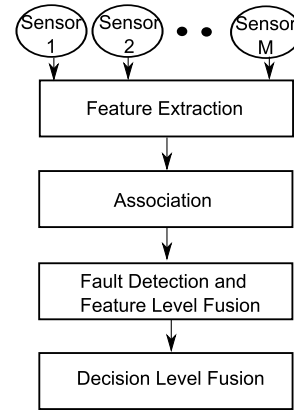 Sensor Sensor Sensor
1 2 M
Feature Extraction
Association
Fault Detection and
Feature Level Fusion
Decision Level Fusion